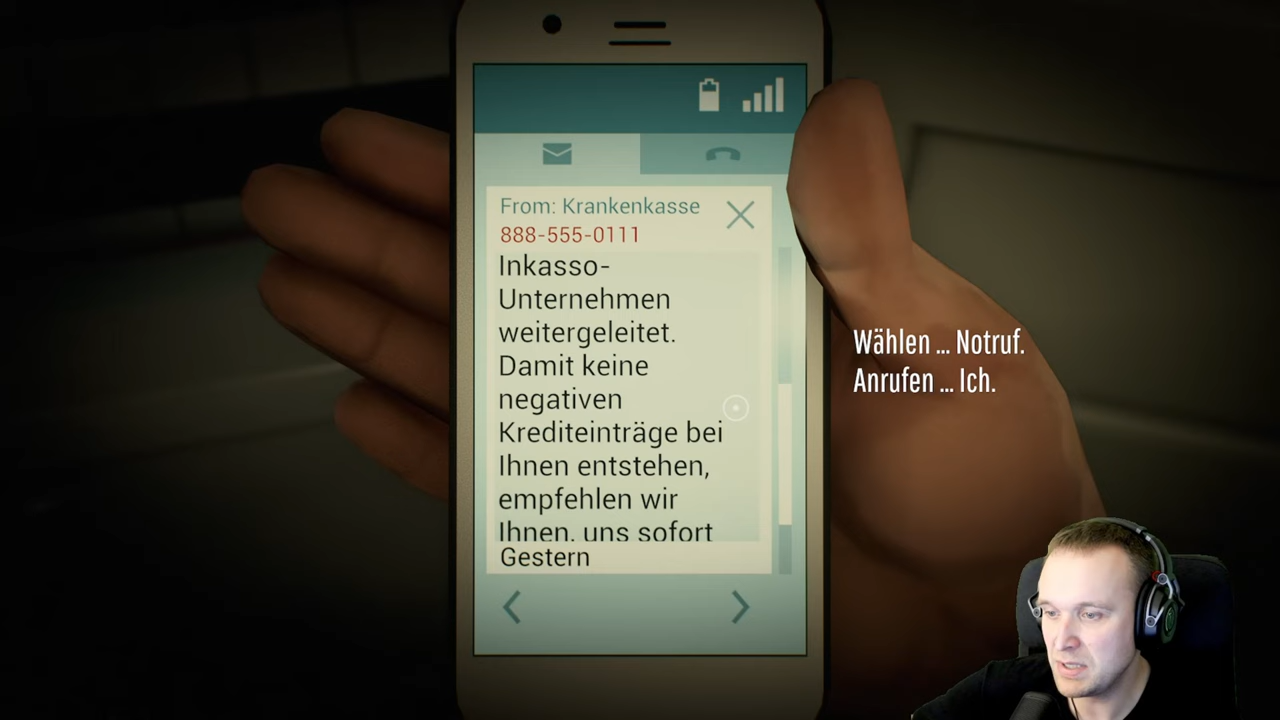 From: Krankenkasse
888-555-0111
Inkasso-
Unternehmen
weitergeleitet.
Damit keine
negativen
Krediteinträge bei
Ihnen entstehen,
empfehlen wir
Ihnen, uns sofort
Gestern
Wählen ... Notruf.
Anrufen ... Ich.